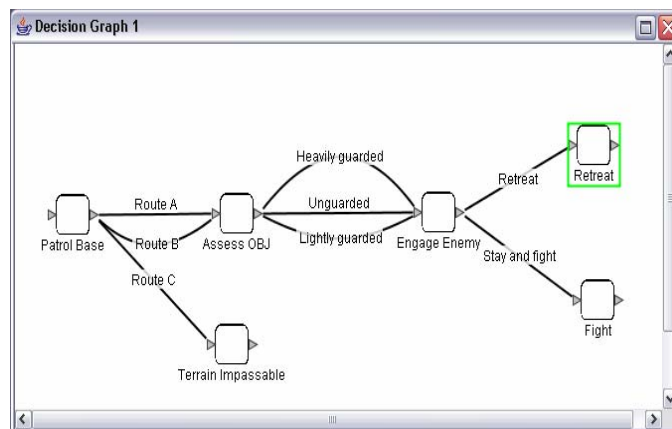 Decision Graph 1
Heavily guarded
Retreat
Retreat
Route A
Unguarded
Patrol Base
Route B
Assess OBJ
Lightly guarded
Engage Enemy
Stay and fight
Route C
Fight
Terrain Impassable